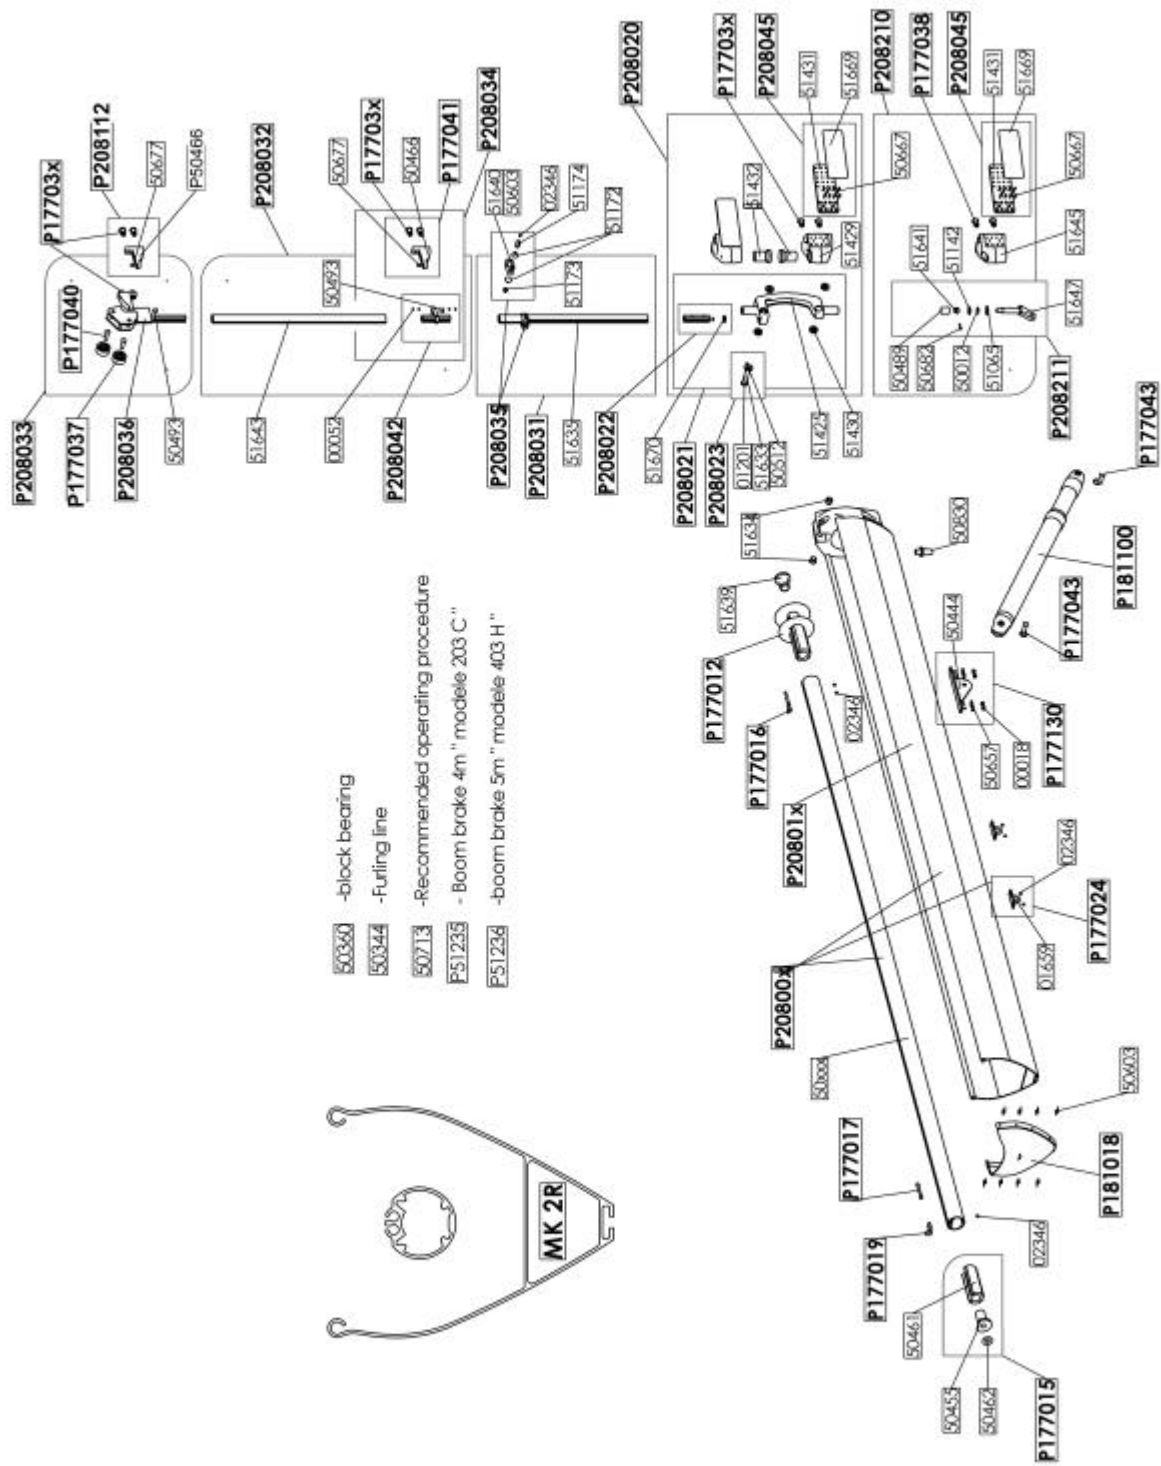 P208033
P177040
P177037
P208036
50493
P17703x
P208112
50677
P50466
P208032
51643
00052
P208042
50493
50677
P17703x
50466
P177041
P208034
51640
50603
02346
51174
51172
51173
P208035
P208031
51635
P208022
51670
P208021
P208023
01201
51633
50512
51425
51430
P208020
P17703x
P208045
51431
51669
51432
50667
51429
P208210
P177038
P208045
51431
51669
51641
51142
50667
51645
50489
50682
50012
51065
51647
P208211
P177043
P181100
P177043
51634
50830
51639
P177012
P177016
02346
50444
50657
00018
P177130
P20801x
P20800x
50xxx
02346
01659
P177024
50603
P181018
P177017
P177019
02346
50461
50455
50462
P177015
50360 -block bearing
50344 -Furling line
50713 -Recommended operating procedure
P51235 - Boom brake 4m " modele 203 C "
P51236 -boom brake 5m " modele 403 H "
MK 2R